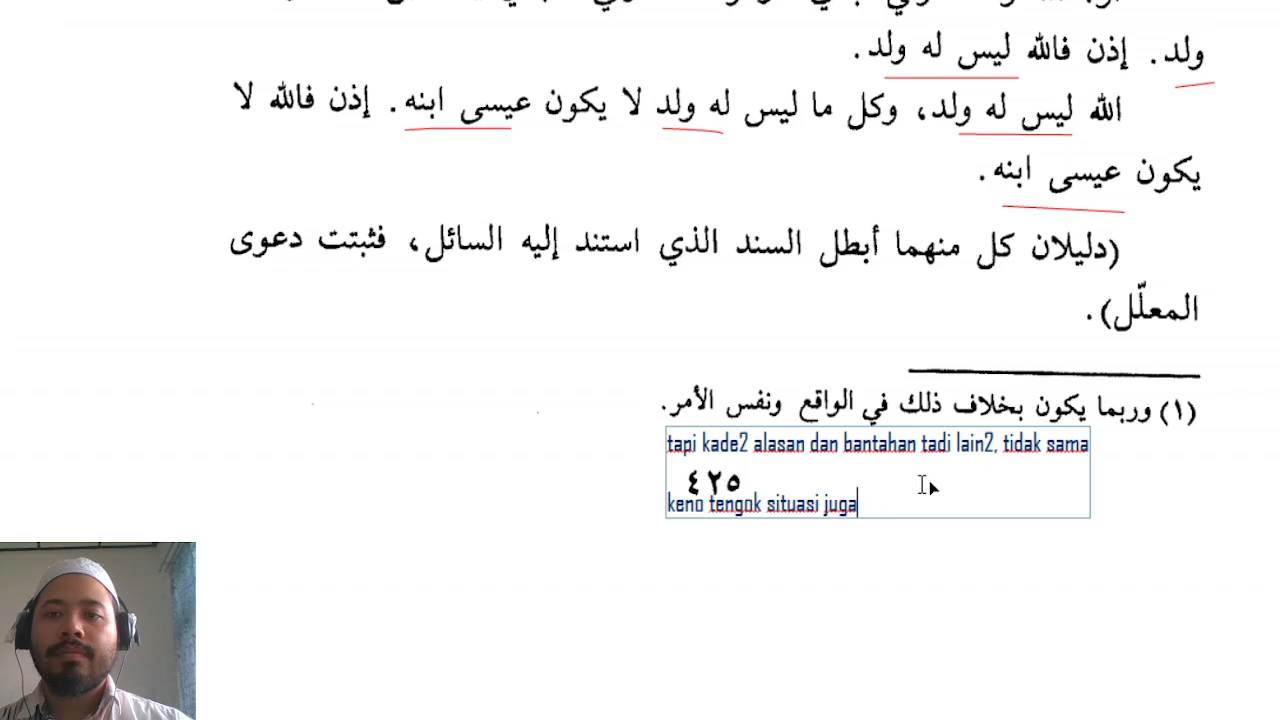 ولد. إذن فالله ليس له ولد.
الله ليس له ولد، وكل ما ليس له ولد لا يكون عيسى ابنه. إذن فالله لا
يكون عيسى ابنه.
(دليلان كل منهما أبطل السند الذي استند إليه السائل، فثبتت دعوى
المعلّل).
(١) وربما يكون بخلاف ذلك في الواقع ونفس الأمر.
tapi kade2 alasan dan bantahan tadi lain2, tidak sama
٤٢٥
keno tengok situasi juga